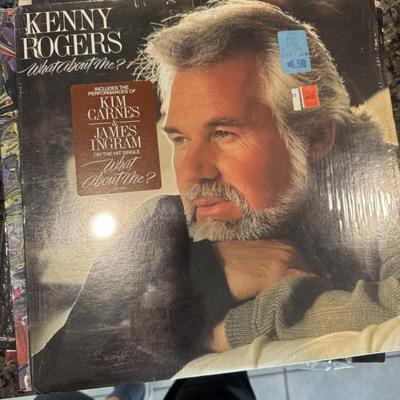 KENNY
ROGERS
What About Me?
INCLUDES THE
PERFORMANCES OF
KIM
CARNES
&
JAMES
INGRAM
ON THE HIT SINGLE
What
About Me?
$6.50